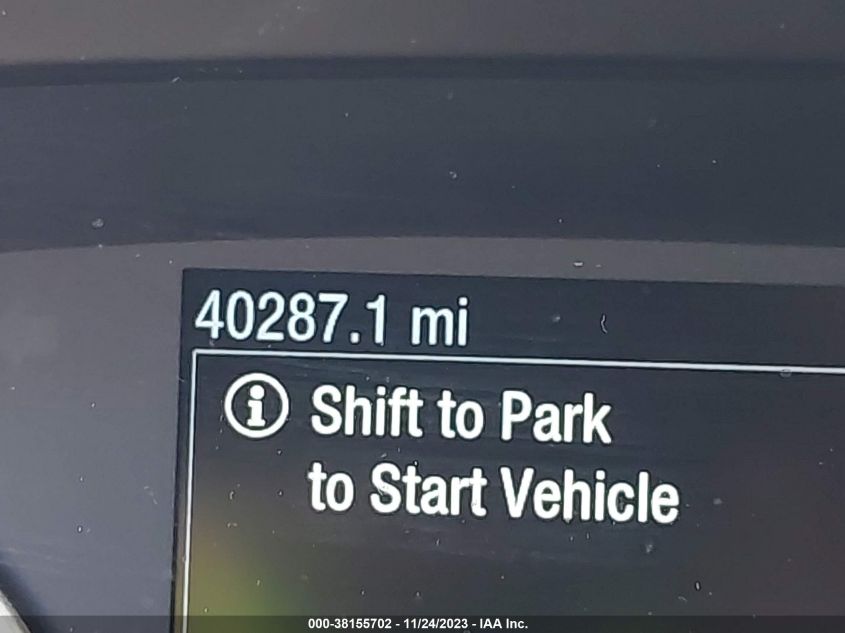 40287.1 mi
Shift to Park
to Start Vehicle
000-38155702 - 11/24/2023 - IAA Inc.